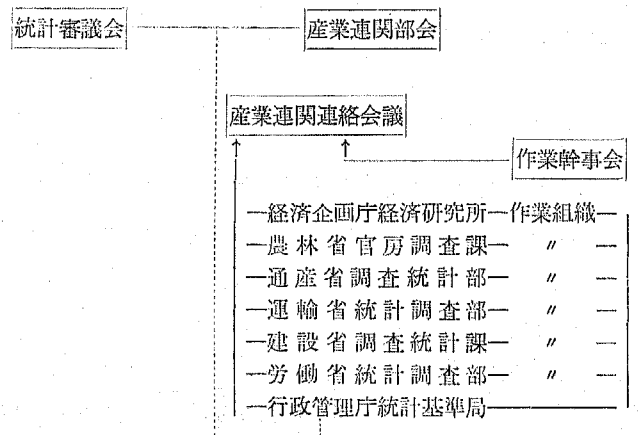 統計審議会 産業連関部会
産業連関連絡会議
作業幹事会
経済企画庁経済研究所 作業組織
農林省官房調査課 〃
通産省調査統計部 〃
運輸省統計調査部 〃
建設省調査統計課 〃
労働省統計調査部 〃
行政管理庁統計基準局